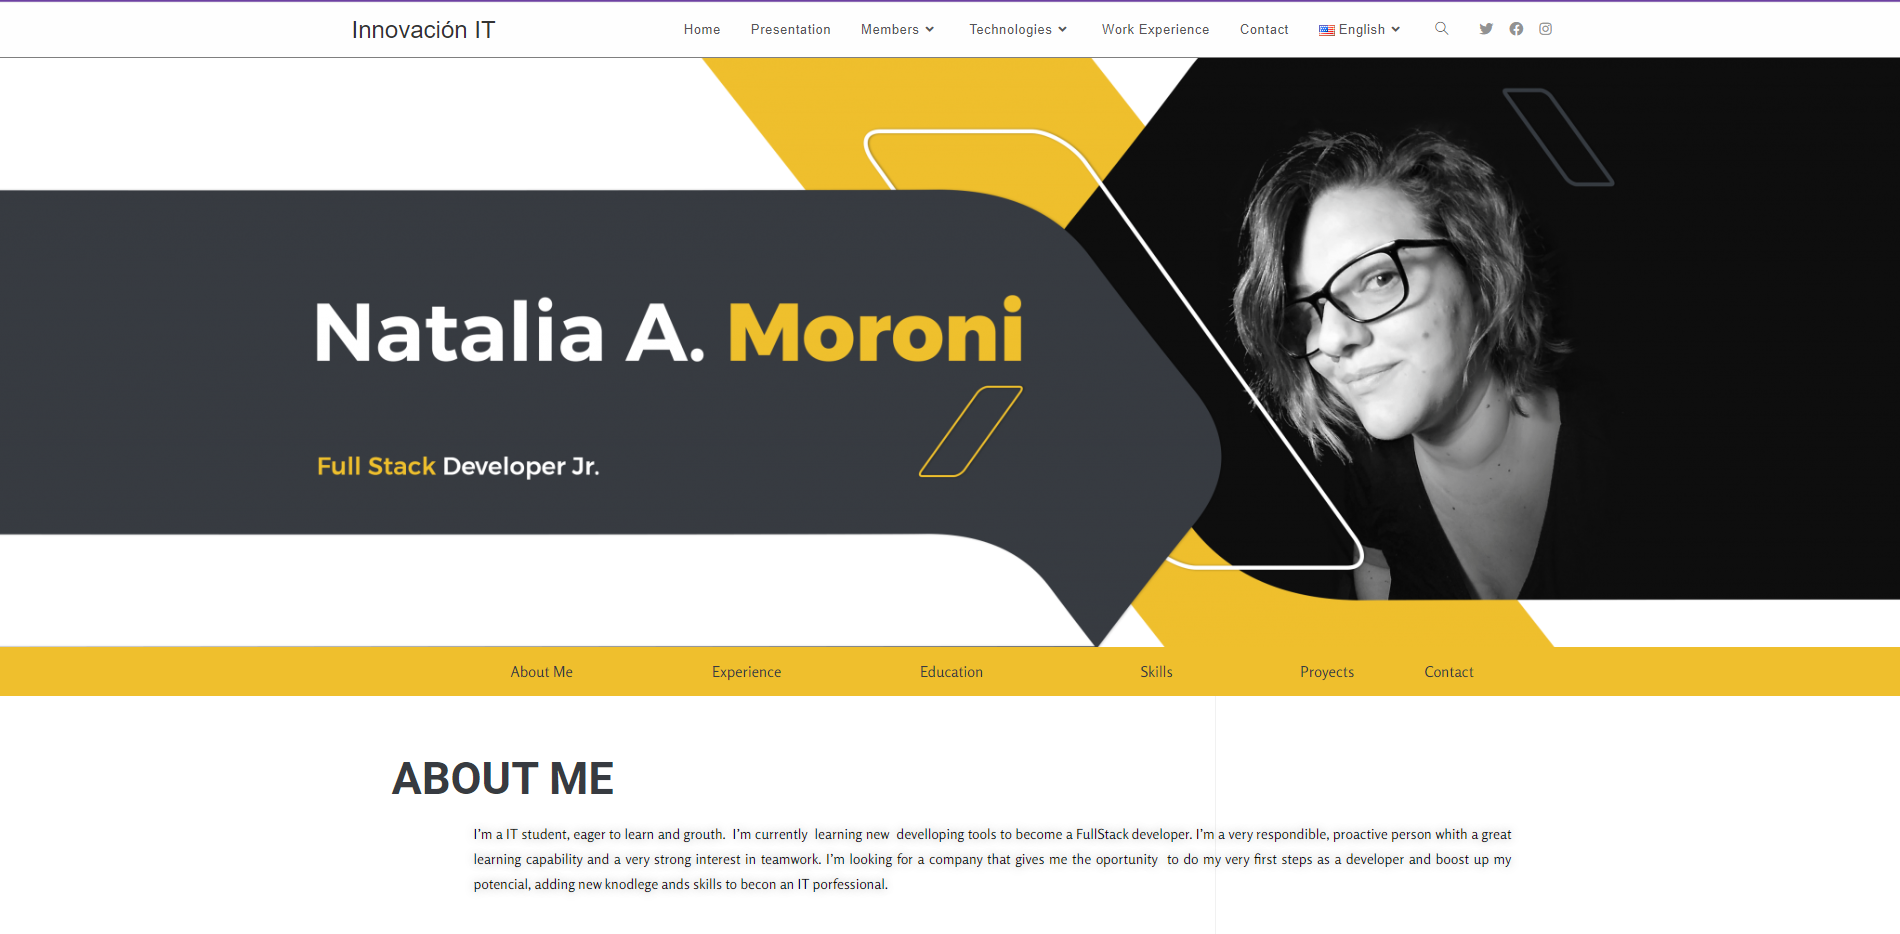 Innovación IT
Home Presentation Members Technologies Work Experience Contact English
Natalia A. Moroni
Full Stack Developer Jr.
About Me Experience Education Skills Proyects Contact
ABOUT ME
I'm a IT student, eager to learn and grouth. I'm currently learning new develloping tools to become a FullStack developer. I'm a very respondible, proactive person whith a great
learning capability and a very strong interest in teamwork. I'm looking for a company that gives me the oportunity to do my very first steps as a developer and boost up my
potencial, adding new knodlege ands skills to becon an IT porfessional.